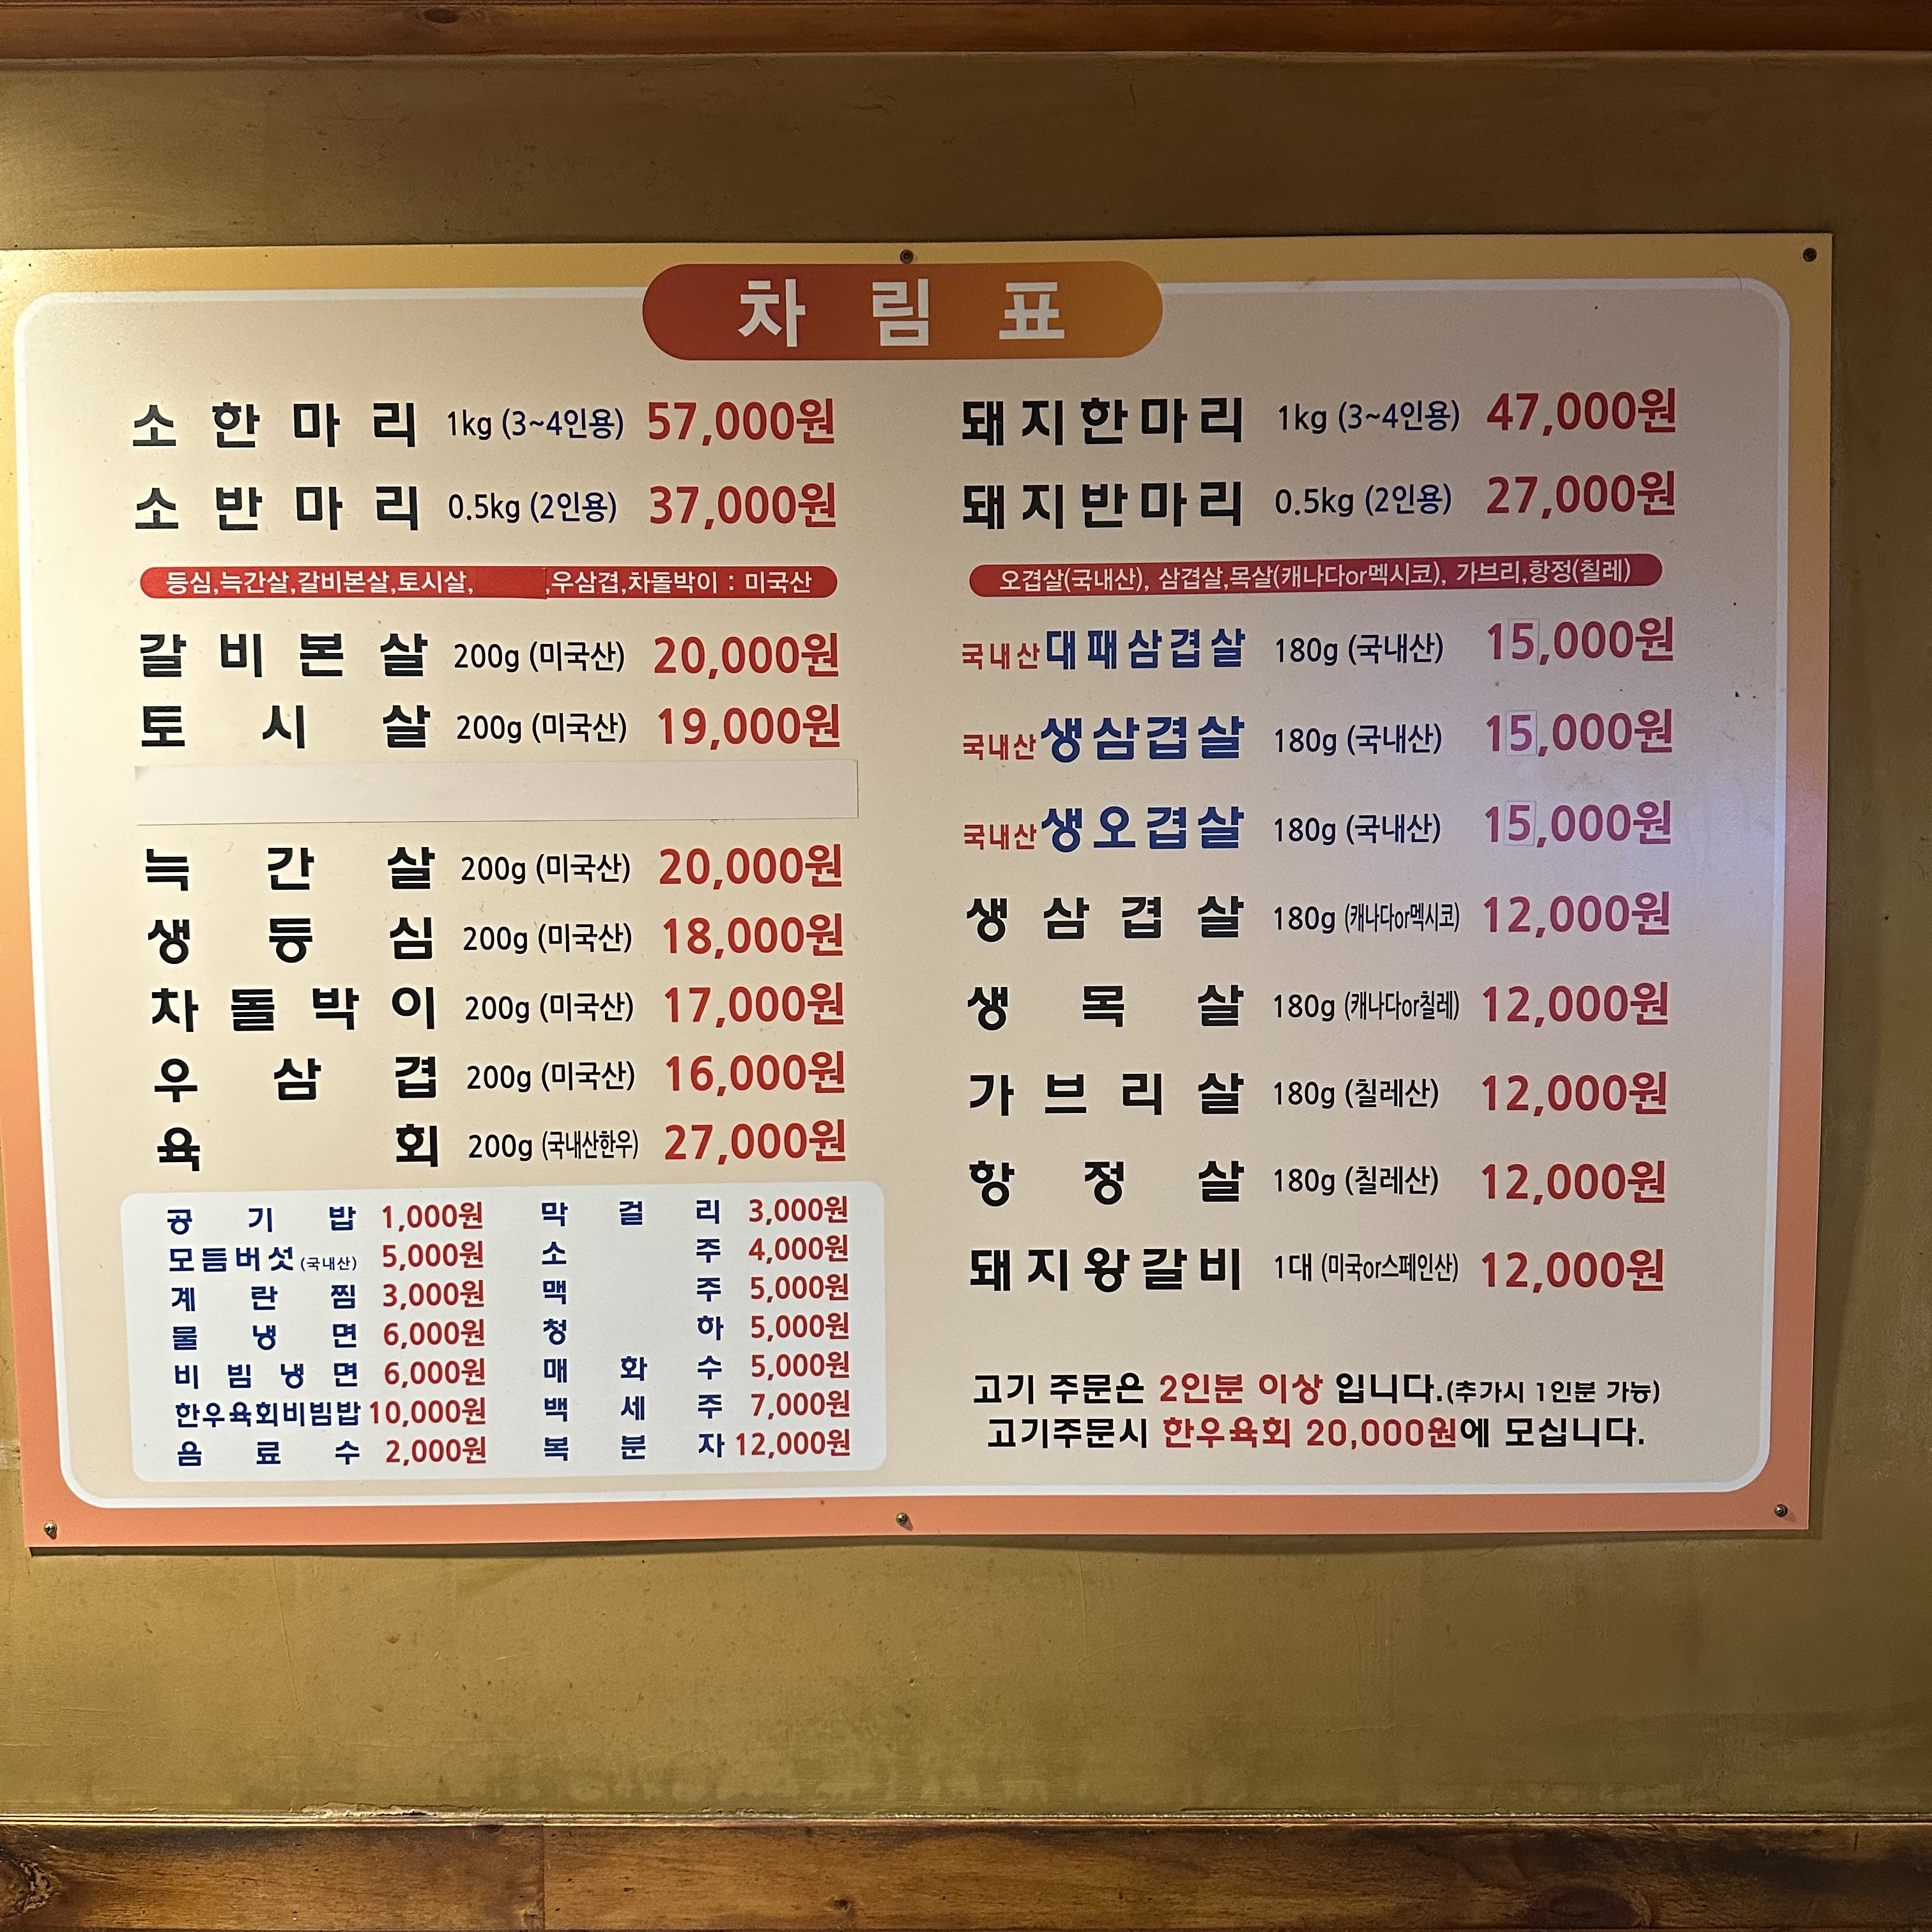 차림표
소한마리 1kg (3~4인용) 57,000원
소반마리 0.5kg (2인용) 37,000원
등심,늑간살,갈비본살,토시살, ,우삼겹,차돌박이 : 미국산
갈비본살 200g (미국산) 20,000원
토시살 200g (미국산) 19,000원
늑간살 200g (미국산) 20,000원
생등심 200g (미국산) 18,000원
차돌박이 200g (미국산) 17,000원
우삼겹 200g (미국산) 16,000원
육회 200g (국내산한우) 27,000원
공기밥 1,000원
모듬버섯(국내산) 5,000원
계란찜 3,000원
물냉면 6,000원
비빔냉면 6,000원
한우육회비빔밥 10,000원
음료수 2,000원
막걸리 3,000원
소주 4,000원
맥주 5,000원
청하 5,000원
매화수 5,000원
백세주 7,000원
복분자 12,000원
돼지한마리 1kg (3~4인용) 47,000원
돼지반마리 0.5kg (2인용) 27,000원
오겹살(국내산), 삼겹살,목살(캐나다or멕시코), 가브리,항정(칠레)
국내산대패삼겹살 180g (국내산) 15,000원
국내산생삼겹살 180g (국내산) 15,000원
국내산생오겹살 180g (국내산) 15,000원
생삼겹살 180g (캐나다or멕시코) 12,000원
생목살 180g (캐나다or칠레) 12,000원
가브리살 180g (칠레산) 12,000원
항정살 180g (칠레산) 12,000원
돼지왕갈비 1대 (미국or스페인산) 12,000원
고기 주문은 2인분 이상 입니다.(추가시 1인분 가능)
고기주문시 한우육회 20,000원에 모십니다.